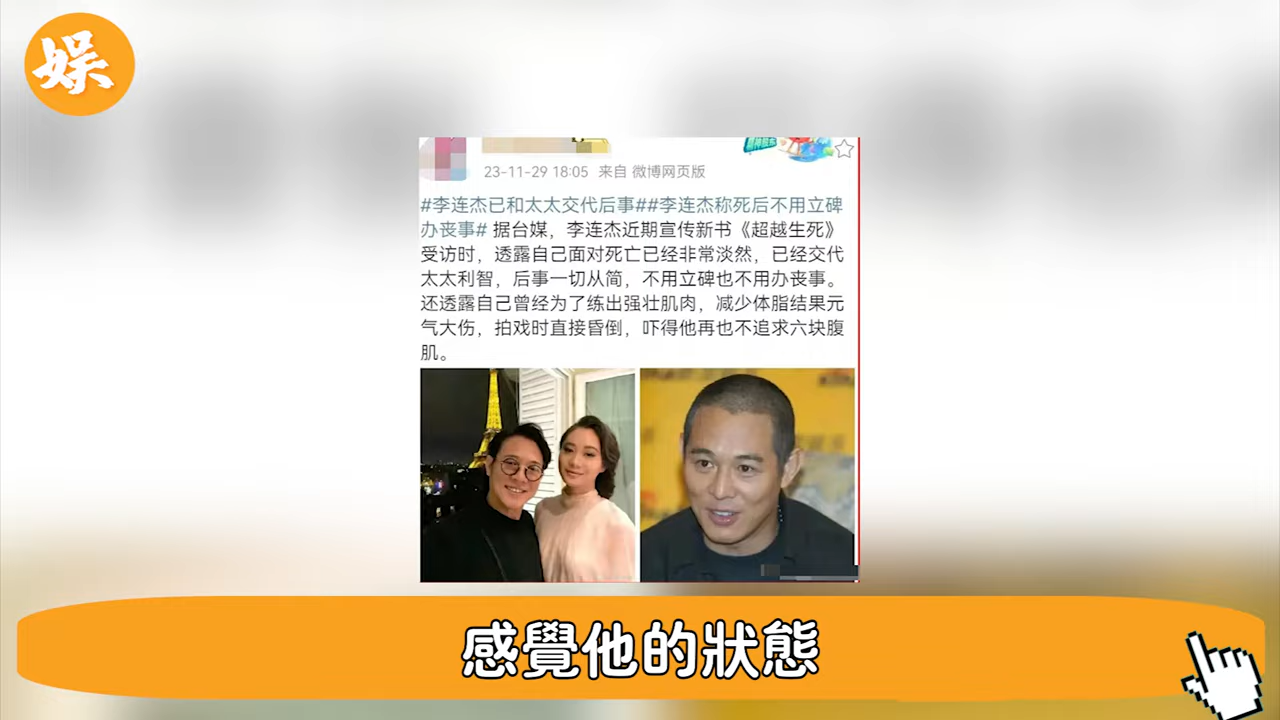 娱
23-11-29 18:05 来自 微博网页版
#李连杰已和太太交代后事##李连杰称死后不用立碑
办丧事# 据台媒，李连杰近期宣传新书《超越生死》
受访时，透露自己面对死亡已经非常淡然，已经交代
太太利智，后事一切从简，不用立碑也不用办丧事。
还透露自己曾经为了练出强壮肌肉，减少体脂结果元
气大伤，拍戏时直接昏倒，吓得他再也不追求六块腹
肌。
感覺他的狀態